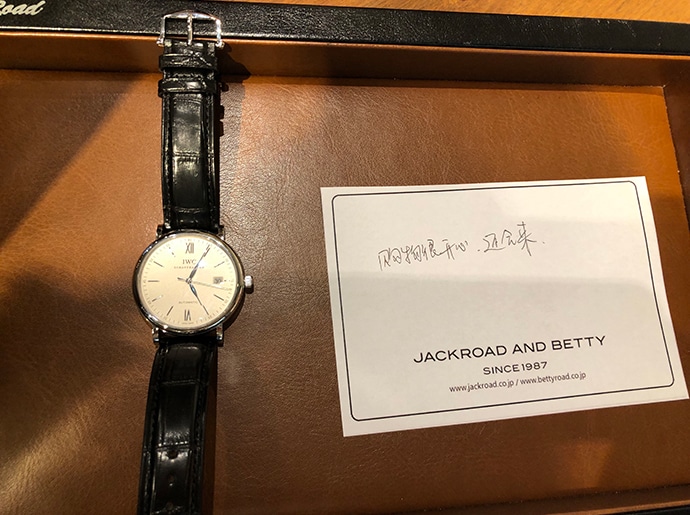 Road
IWC
SCHAFFHAUSEN
AUTOMATIC
购物很开心.还会来.
JACKROAD AND BETTY
SINCE1987
www.jackroad.co.jp / www.bettyroad.co.jp